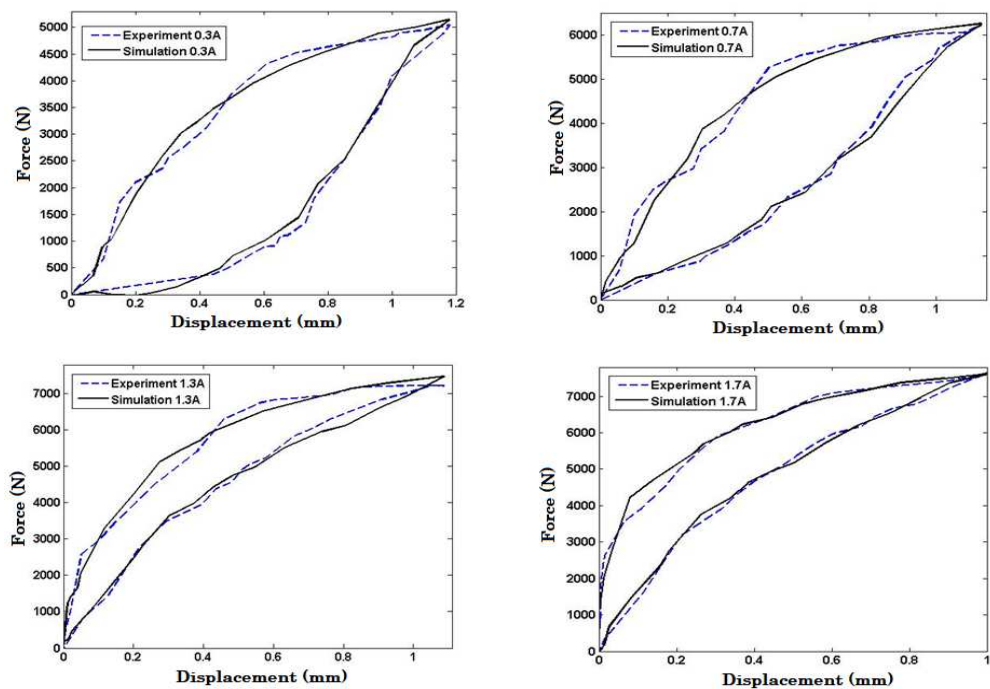 5000
4500
4000
3500
3000
2500
2000
1500
1000
500
0
Force (N)
Experiment 0.3A
Simulation 0.3A
0 0.2 0.4 0.6 0.8 1 1.2
Displacement (mm)
6000
5000
4000
3000
2000
1000
0
Force (N)
Experiment 0.7A
Simulation 0.7A
0 0.2 0.4 0.6 0.8 1
Displacement (mm)
7000
6000
5000
4000
3000
2000
1000
0
Force (N)
Experiment 1.3A
Simulation 1.3A
0 0.2 0.4 0.6 0.8 1
Displacement (mm)
7000
6000
5000
4000
3000
2000
1000
0
Force (N)
Experiment 1.7A
Simulation 1.7A
0 0.2 0.4 0.6 0.8 1
Displacement (mm)